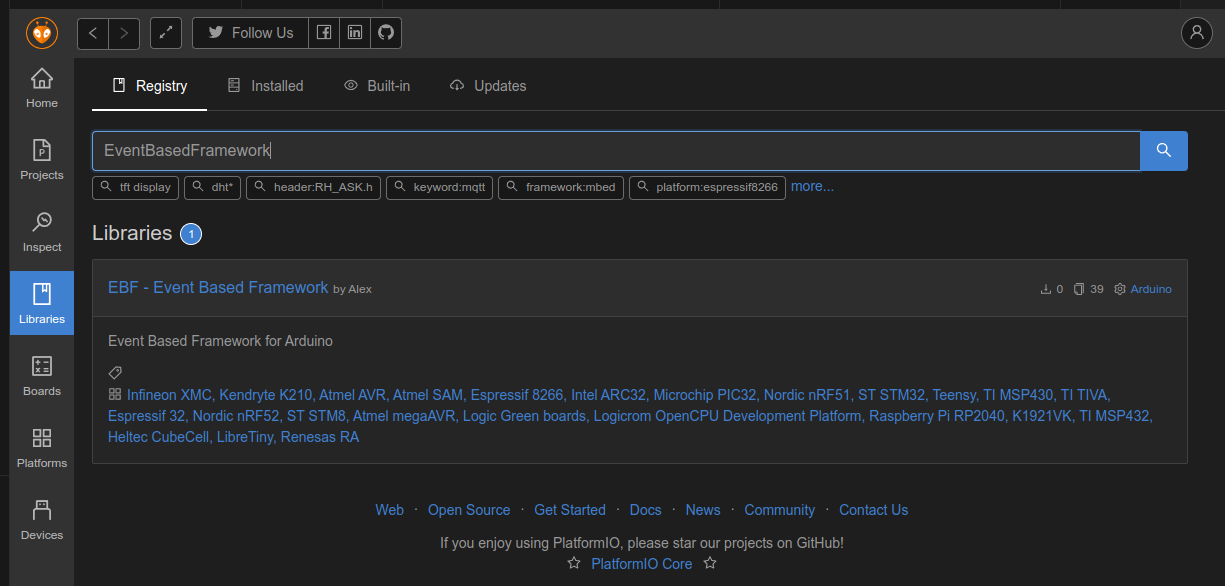 Follow Us
Home
Projects
Inspect
Libraries
Boards
Platforms
Devices
Registry Installed Built-in Updates
EventBasedFramework
tft display dht* header:RH_ASK.h keyword:mqtt framework:mbed platform:espressif8266 more...
Libraries 1
EBF - Event Based Framework by Alex 0 39 Arduino
Event Based Framework for Arduino
Infineon XMC, Kendryte K210, Atmel AVR, Atmel SAM, Espressif 8266, Intel ARC32, Microchip PIC32, Nordic nRF51, ST STM32, Teensy, TI MSP430, TI TIVA,
Espressif 32, Nordic nRF52, ST STM8, Atmel megaAVR, Logic Green boards, Logicrom OpenCPU Development Platform, Raspberry Pi RP2040, K1921VK, TI MSP432,
Heltec CubeCell, LibreTiny, Renesas RA
Web · Open Source · Get Started · Docs · News · Community · Contact Us
If you enjoy using PlatformIO, please star our projects on GitHub!
PlatformIO Core